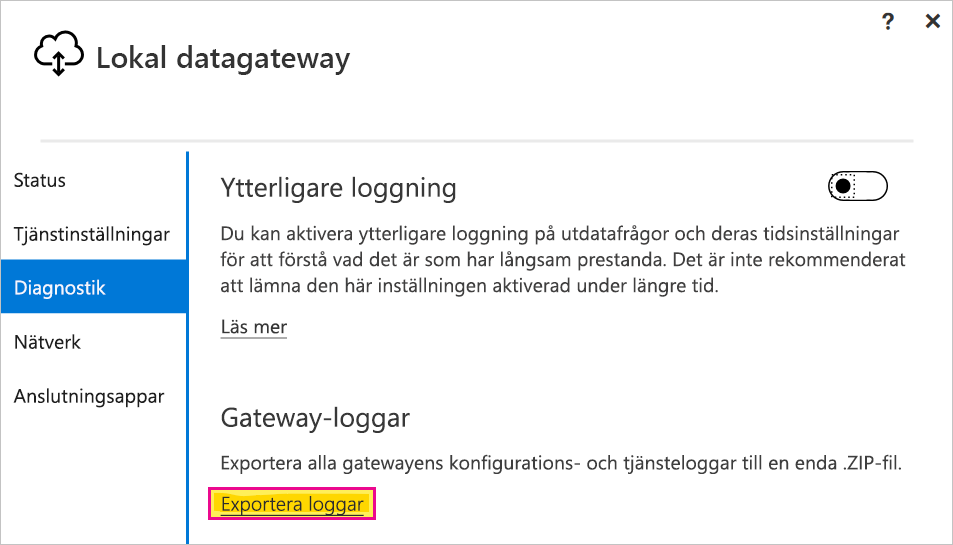 ? ×
Lokal datagateway
Status
Tjänstinställningar
Diagnostik
Nätverk
Anslutningsappar
Ytterligare loggning
Du kan aktivera ytterligare loggning på utdatafrågor och deras tidsinställningar
för att förstå vad det är som har långsam prestanda. Det är inte rekommenderat
att lämna den här inställningen aktiverad under längre tid.
Läs mer
Gateway-loggar
Exportera alla gatewayens konfigurations- och tjänsteloggar till en enda .ZIP-fil.
Exportera loggar